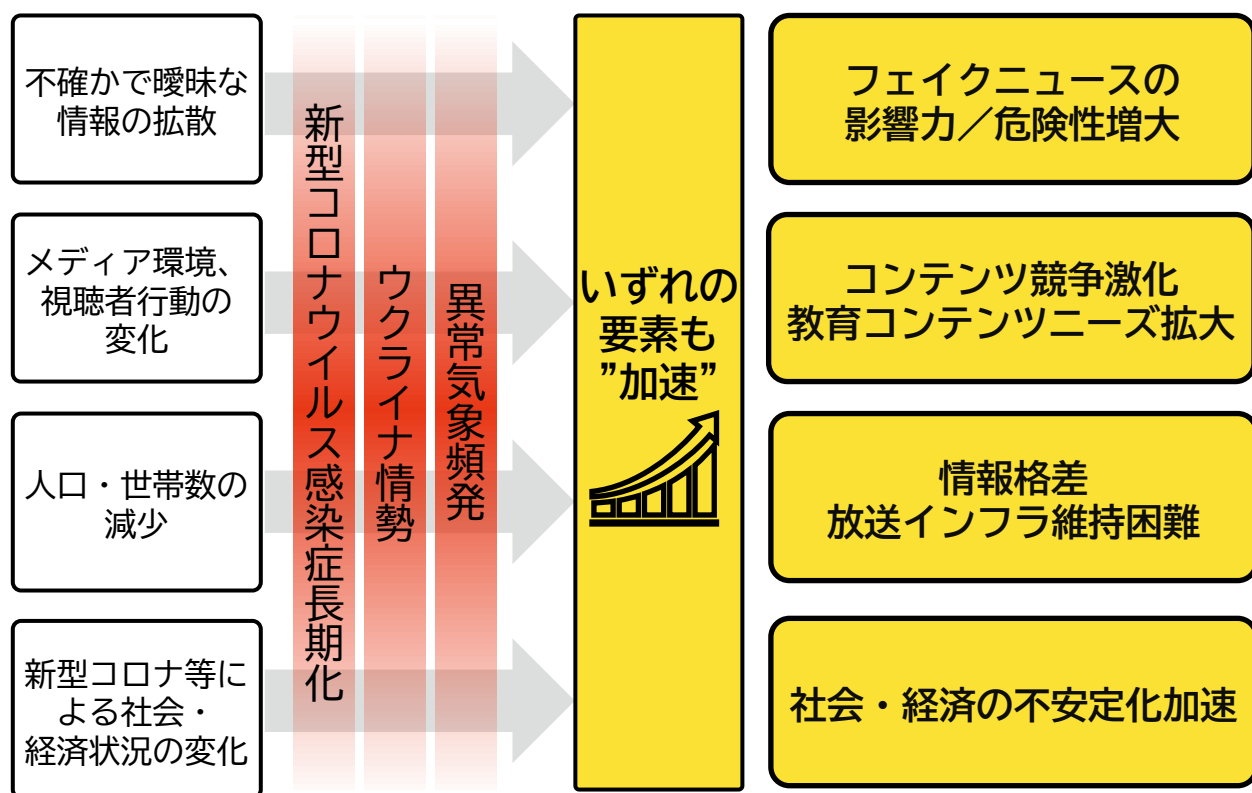 不確かで曖昧な
情報の拡散
メディア環境、
視聴者行動の
変化
人口・世帯数の
減少
新型コロナ等に
よる社会・
経済状況の変化
新型コロナウイルス感染症長期化
ウクライナ情勢
異常気象頻発
いずれの
要素も
”加速”
フェイクニュースの
影響力／危険性増大
コンテンツ競争激化
教育コンテンツニーズ拡大
情報格差
放送インフラ維持困難
社会・経済の不安定化加速